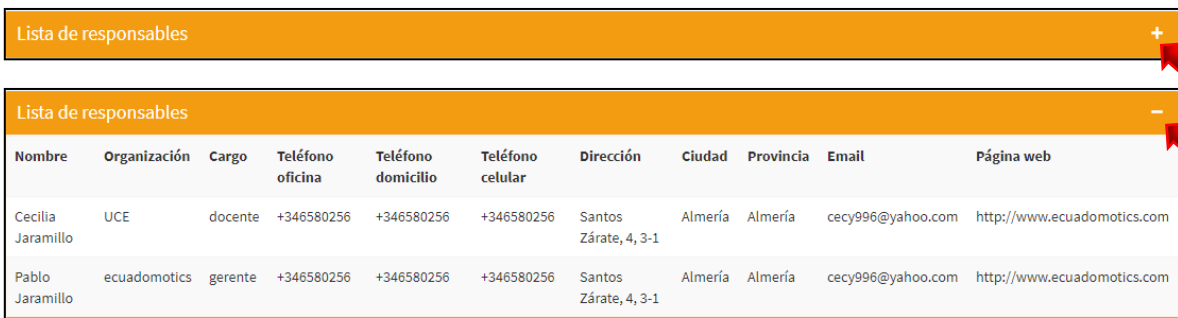 Lista de responsables +
Lista de responsables −
Nombre Organización Cargo Teléfono oficina Teléfono domicilio Teléfono celular Dirección Ciudad Provincia Email Página web
Cecilia Jaramillo UCE docente +346580256 +346580256 +346580256 Santos Zárate, 4, 3-1 Almería Almería cecy996@yahoo.com http://www.ecuadomotics.com
Pablo Jaramillo ecuadomotics gerente +346580256 +346580256 +346580256 Santos Zárate, 4, 3-1 Almería Almería cecy996@yahoo.com http://www.ecuadomotics.com